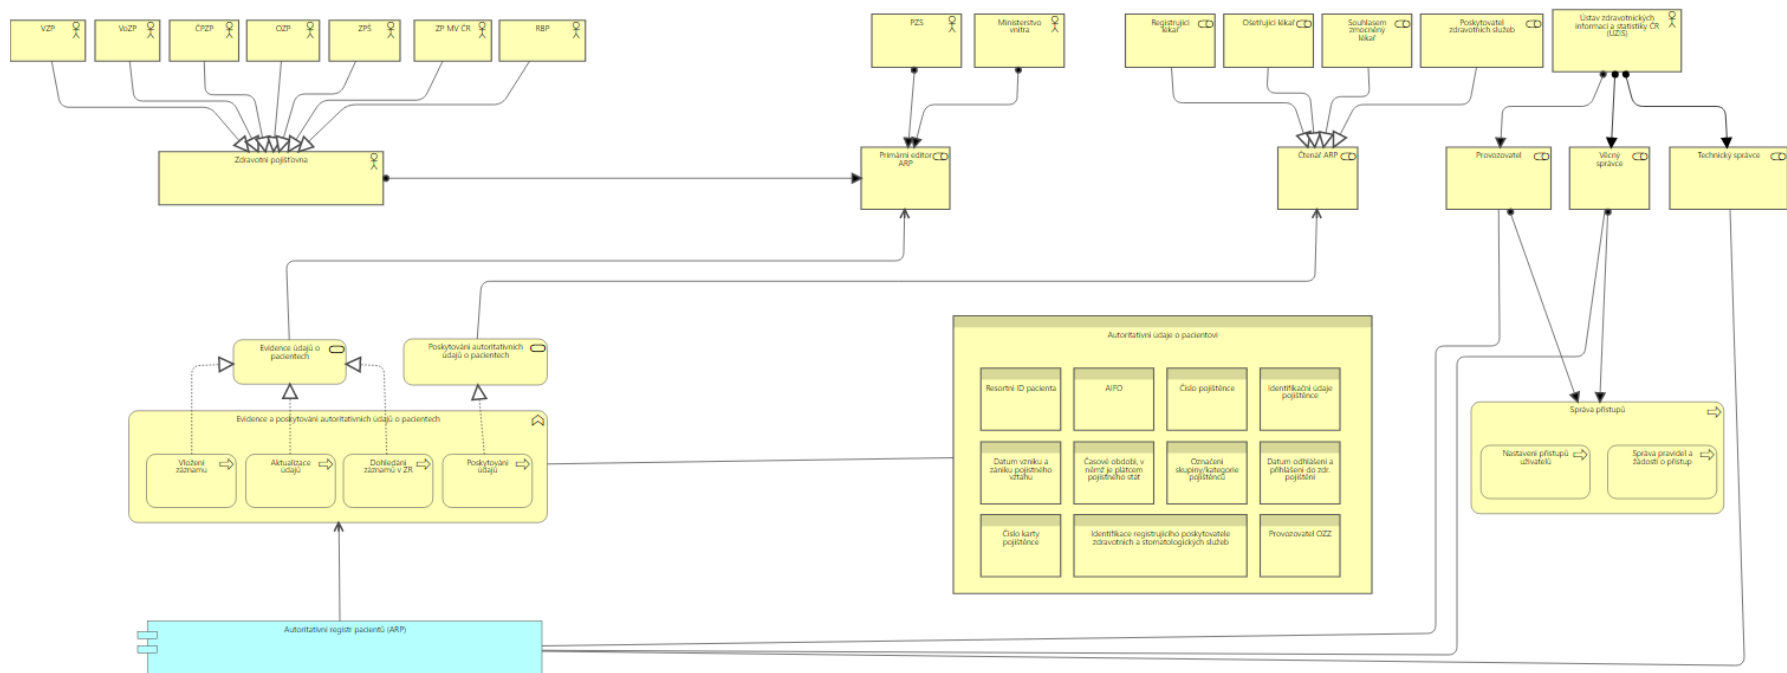 VZP
VoZP
ČPZP
OZP
ZPŠ
ZP MV ČR
RBP
PZS
Ministerstvo
vnitra
Registrující
lékař
Ošetřující lékař
Souhlasem
zmocněný
lékař
Poskytovatel
zdravotních služeb
Ústav zdravotnických
informací a statistiky ČR
(ÚZIS)
Zdravotní pojišťovna
Primární editor
ARP
Čtenář ARP
Provozovatel
Věcný
správce
Technický správce
Evidence údajů o
pacientech
Poskytování autoritativních
údajů o pacientech
Evidence a poskytování autoritativních údajů o pacientech
Vložení
záznamu
Aktualizace
údajů
Dohledání
záznamů v ZR
Poskytování
údajů
Autoritativní údaje o pacientovi
Resortní ID pacienta
AIFO
Číslo pojištěnce
Identifikační údaje
pojištěnce
Datum vzniku a
zániku pojistného
vztahu
Časové období, v
němž je plátcem
pojistného stát
Označení
skupiny/kategorie
pojištěnců
Datum odhlášení a
přihlášení do zdr.
pojištění
Číslo karty
pojištěnce
Identifikace registrujícího poskytovatele
zdravotních a stomatologických služeb
Provozovatel OZZ
Správa přístupů
Nastavení přístupů
uživatelů
Správa pravidel a
žádostí o přístup
Autoritativní registr pacientů (ARP)